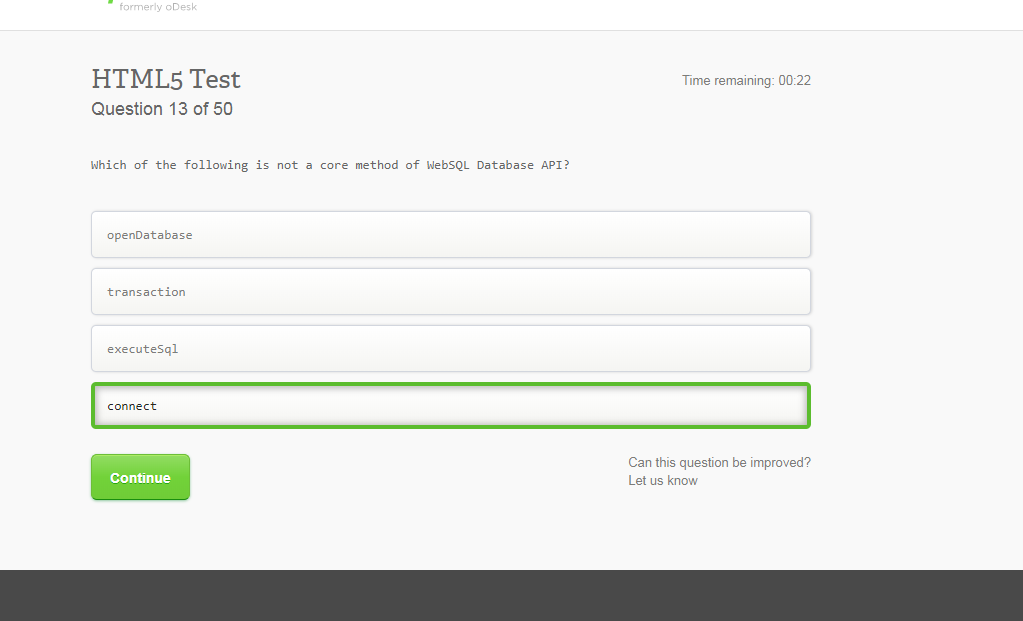 formerly oDesk
HTML5 Test
Time remaining: 00:22
Question 13 of 50
Which of the following is not a core method of WebSQL Database API?
openDatabase
transaction
executeSql
connect
Continue
Can this question be improved?
Let us know